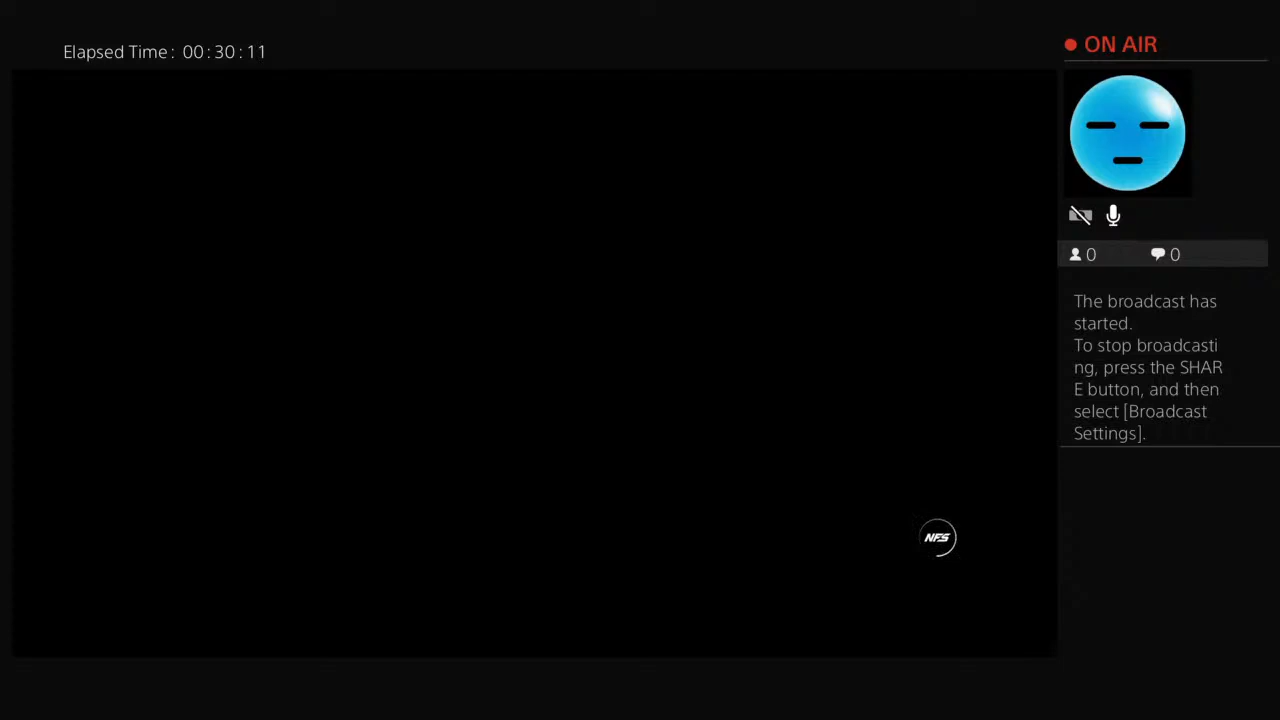 Elapsed Time: 00:30:11
ON AIR
0 0
The broadcast has
started.
To stop broadcasti
ng, press the SHAR
E button, and then
select [Broadcast
Settings].
NFS